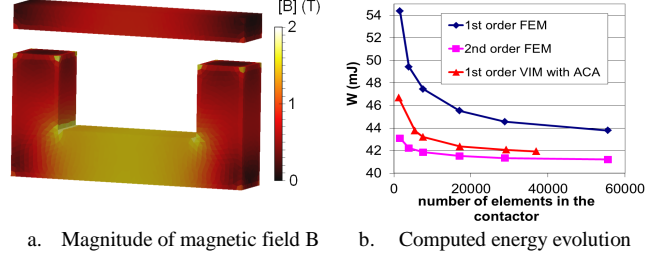 [B] (T)
2
1
0
W (mJ)
54
52
50
48
46
44
42
40
1st order FEM
2nd order FEM
1st order VIM with ACA
0
20000
40000
60000
number of elements in the
contactor
a. Magnitude of magnetic field B
b. Computed energy evolution